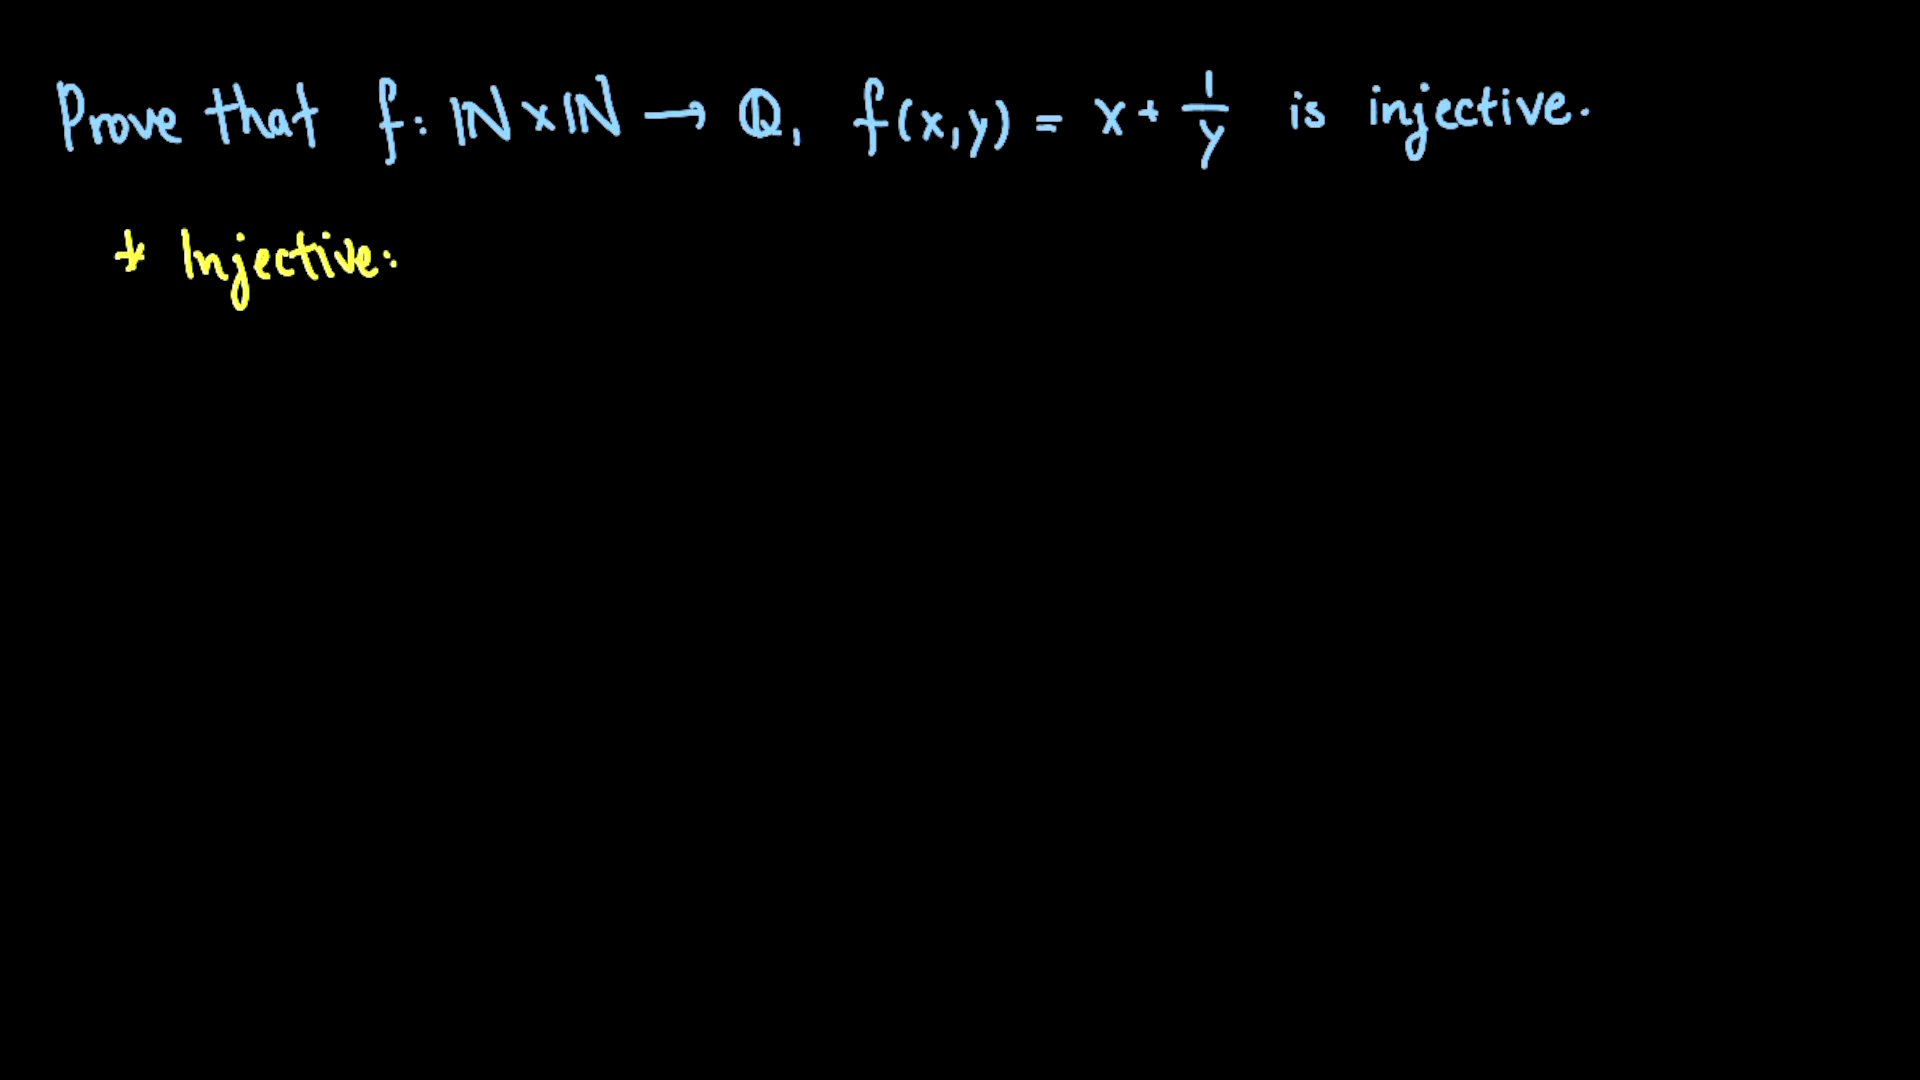 Prove that f: ℕ×ℕ → ℚ, f(x,y) = x + 1/y is injective.
* Injective: